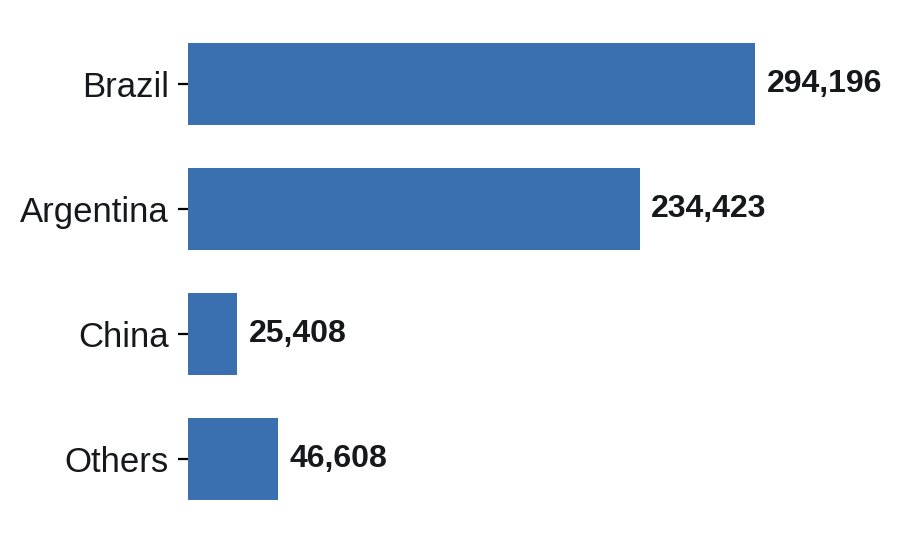 Brazil 294,196
Argentina 234,423
China 25,408
Others 46,608